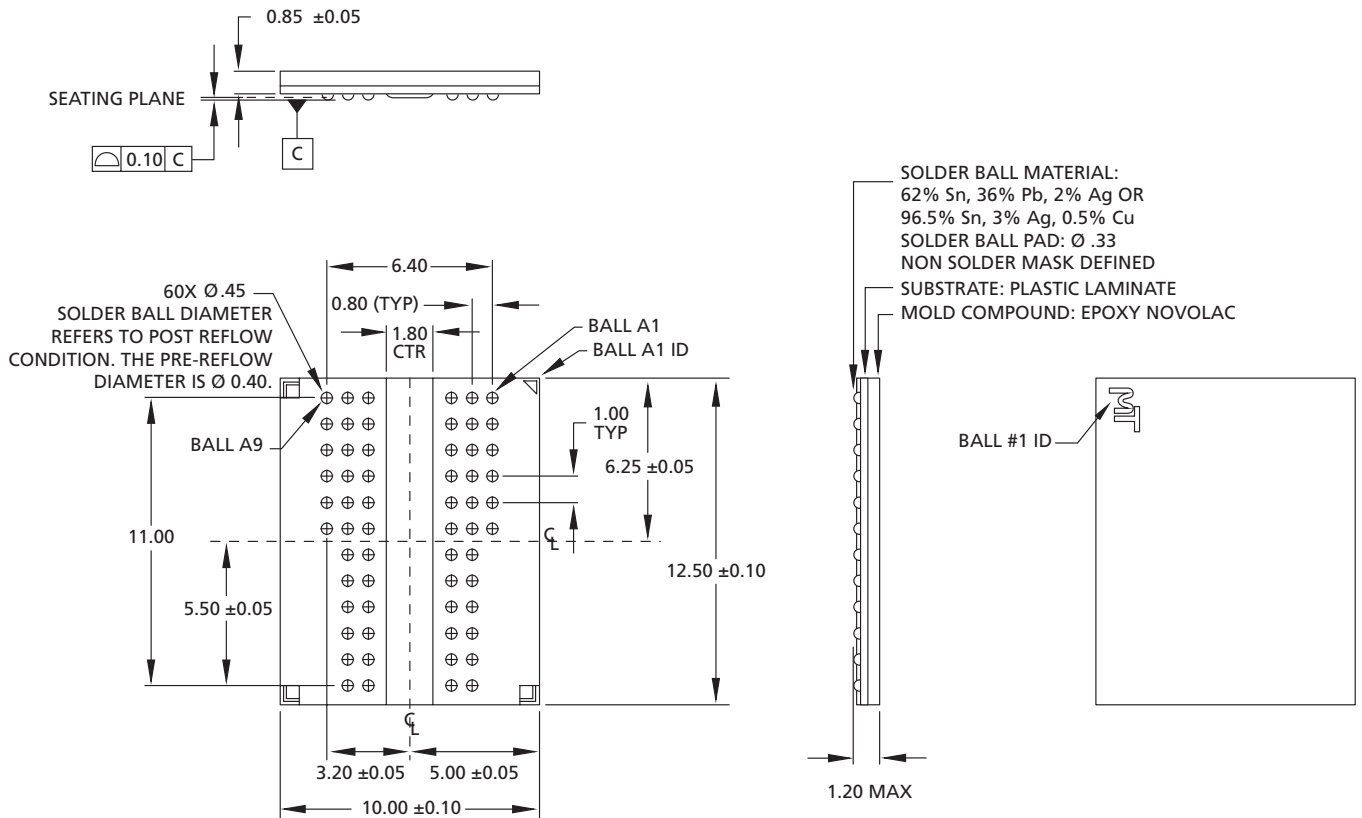 0.85 ±0.05
SEATING PLANE
0.10 C
C
SOLDER BALL MATERIAL:
62% Sn, 36% Pb, 2% Ag OR
96.5% Sn, 3% Ag, 0.5% Cu
SOLDER BALL PAD: Ø .33
NON SOLDER MASK DEFINED
SUBSTRATE: PLASTIC LAMINATE
MOLD COMPOUND: EPOXY NOVOLAC
6.40
60X Ø.45
SOLDER BALL DIAMETER
REFERS TO POST REFLOW
CONDITION. THE PRE-REFLOW
DIAMETER IS Ø 0.40.
0.80 (TYP)
1.80
CTR
BALL A1
BALL A1 ID
BALL A9
1.00
TYP
6.25 ±0.05
BALL #1 ID
MT
11.00
CL
12.50 ±0.10
5.50 ±0.05
CL
3.20 ±0.05
5.00 ±0.05
10.00 ±0.10
1.20 MAX